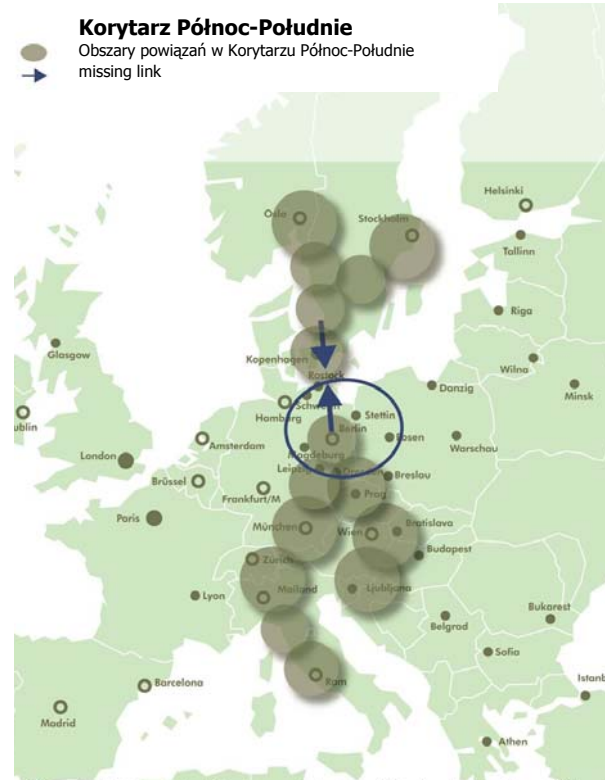 Korytarz Północ-Południe
Obszary powiązań w Korytarzu Północ-Południe
missing link
Helsinki
Oslo
Stockholm
Tallinn
Riga
Glasgow
Kopenhagen
Rostock
Wilna
Danzig
Minsk
Schwerin
Hamburg
Stettin
Berlin
Posen
Warschau
Amsterdam
Magdeburg
London
Leipzig
Dresden
Breslau
Brüssel
Frankfurt/M
Prag
Paris
München
Wien
Bratislava
Budapest
Zürich
Lyon
Mailand
Ljubljana
Bukarest
Belgrad
Sofia
Barcelona
Rom
Madrid
Athen